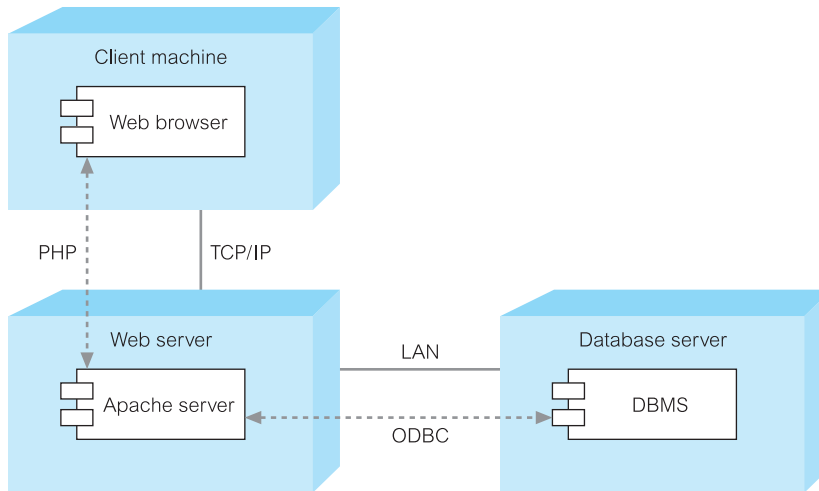 Client machine
Web browser
PHP
TCP/IP
Web server
Apache server
LAN
ODBC
Database server
DBMS